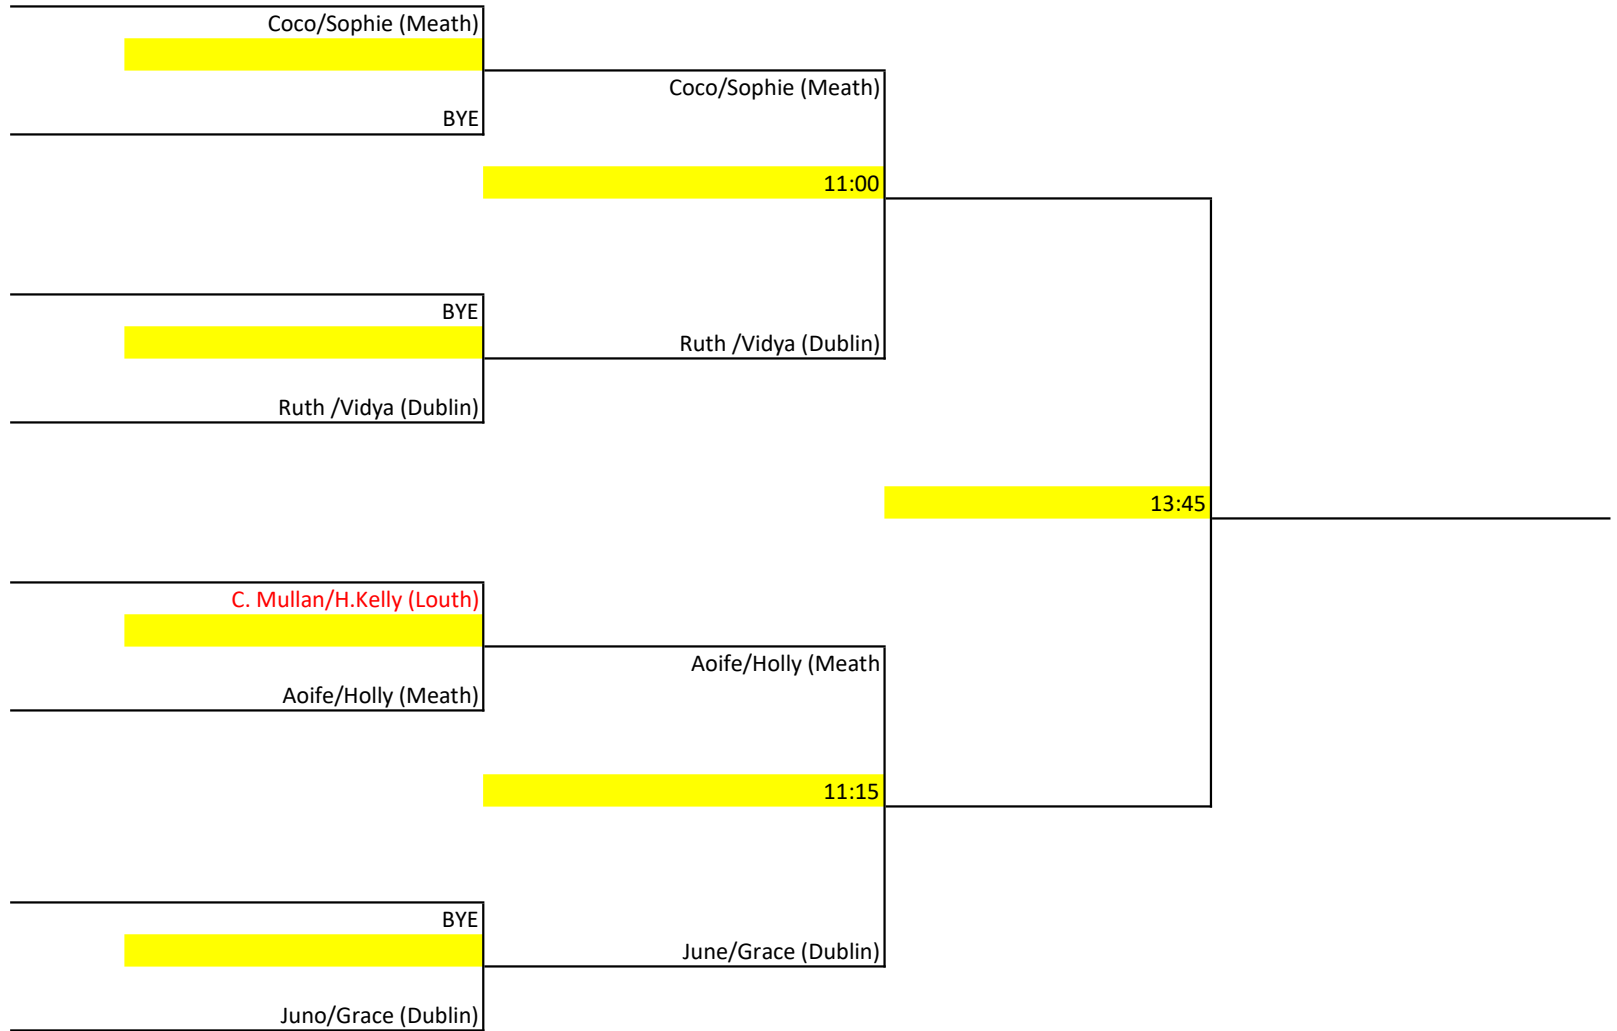 Coco/Sophie (Meath)
Coco/Sophie (Meath)
BYE
11:00
BYE
Ruth /Vidya (Dublin)
Ruth /Vidya (Dublin)
13:45
C. Mullan/H.Kelly (Louth)
Aoife/Holly (Meath
Aoife/Holly (Meath)
11:15
BYE
June/Grace (Dublin)
Juno/Grace (Dublin)